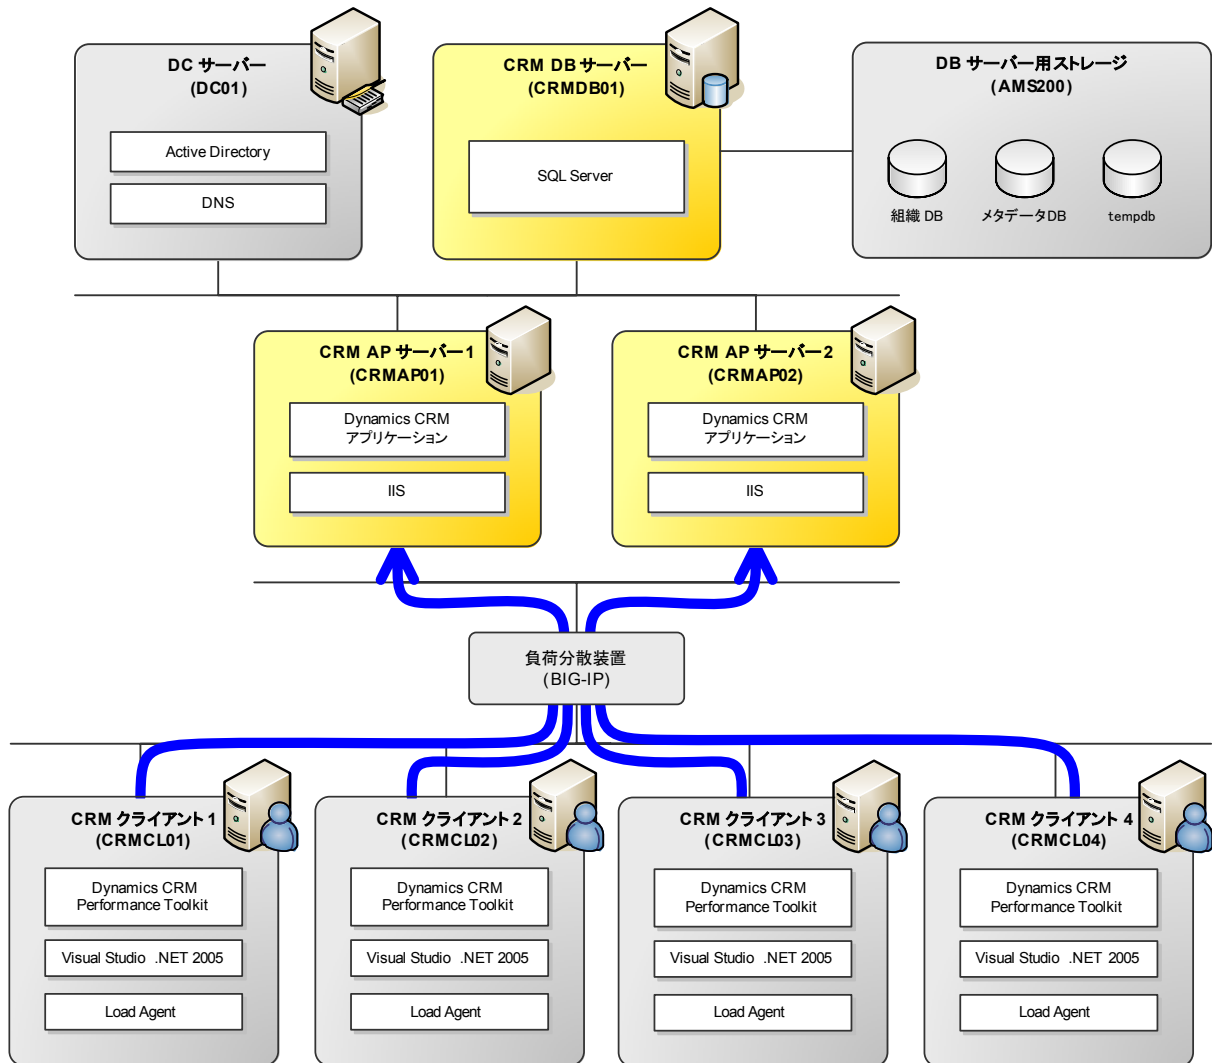 DC サーバー
(DC01)
Active Directory
DNS
CRM DB サーバー
(CRMDB01)
SQL Server
DB サーバー用ストレージ
(AMS200)
組織 DB
メタデータDB
tempdb
CRM AP サーバー 1
(CRMAP01)
Dynamics CRM
アプリケーション
IIS
CRM AP サーバー 2
(CRMAP02)
Dynamics CRM
アプリケーション
IIS
負荷分散装置
(BIG-IP)
CRM クライアント 1
(CRMCL01)
Dynamics CRM
Performance Toolkit
Visual Studio .NET 2005
Load Agent
CRM クライアント 2
(CRMCL02)
Dynamics CRM
Performance Toolkit
Visual Studio .NET 2005
Load Agent
CRM クライアント 3
(CRMCL03)
Dynamics CRM
Performance Toolkit
Visual Studio .NET 2005
Load Agent
CRM クライアント 4
(CRMCL04)
Dynamics CRM
Performance Toolkit
Visual Studio .NET 2005
Load Agent